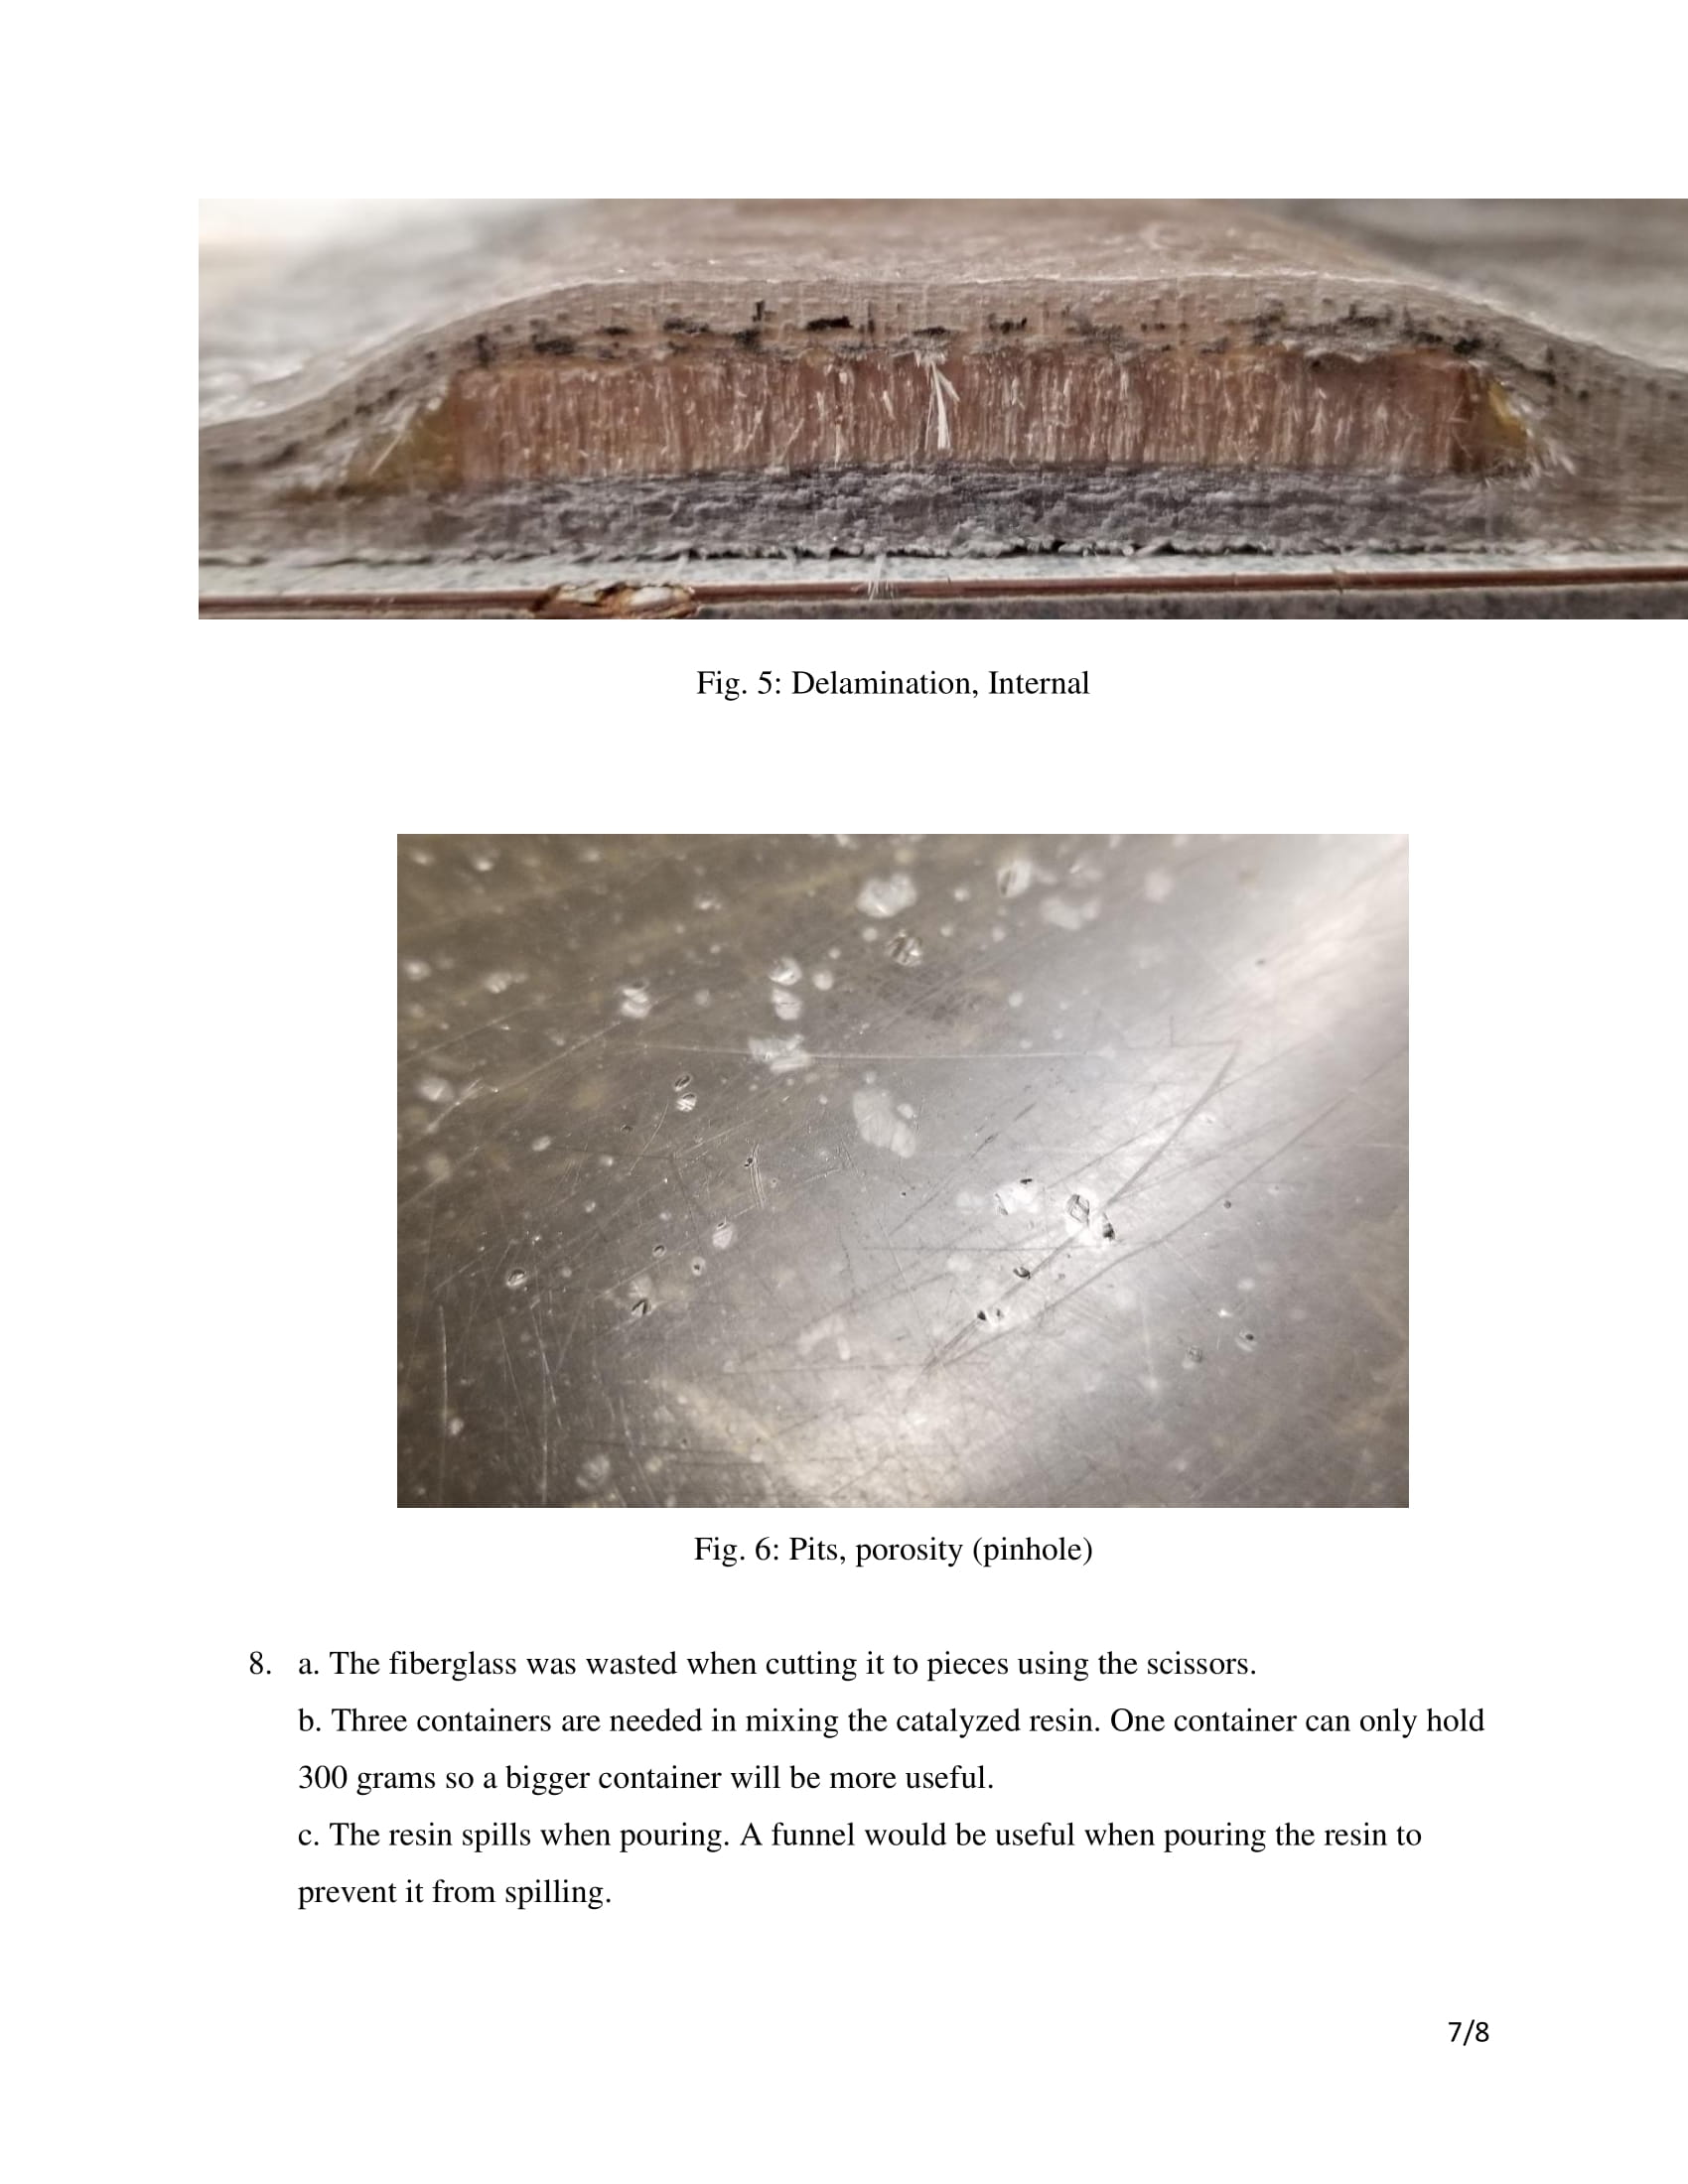 Fig. 5: Delamination, Internal
Fig. 6: Pits, porosity (pinhole)
8. a. The fiberglass was wasted when cutting it to pieces using the scissors.
b. Three containers are needed in mixing the catalyzed resin. One container can only hold
300 grams so a bigger container will be more useful.
c. The resin spills when pouring. A funnel would be useful when pouring the resin to
prevent it from spilling.
7/8